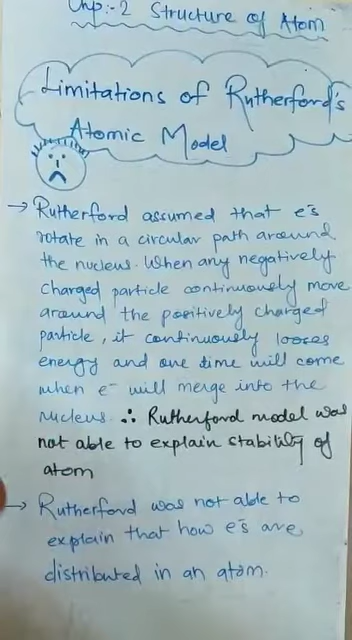 Chp:-2 Structure of Atom
Limitations of Rutherford's
Atomic Model
→ Rutherford assumed that e⁻s
rotate in a circular path around
the nucleus. When any negatively
charged particle continuously move
around the positively charged
particle, it continuously looses
energy and one time will come
when e⁻ will merge into the
nucleus. ∴ Rutherford model was
not able to explain stability of
atom
→ Rutherford was not able to
explain that how e⁻s are
distributed in an atom.